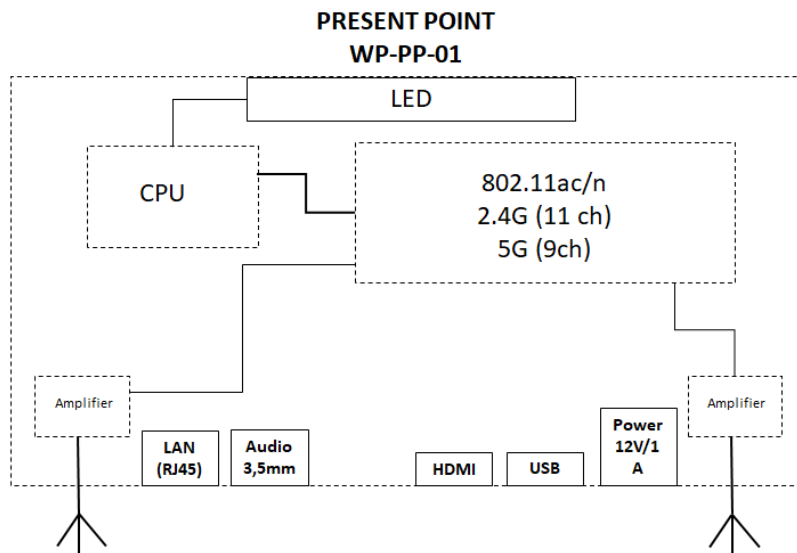 PRESENT POINT
WP-PP-01
LED
CPU
802.11ac/n
2.4G (11 ch)
5G (9ch)
Amplifier
Amplifier
LAN
(RJ45)
Audio
3,5mm
HDMI
USB
Power
12V/1
A